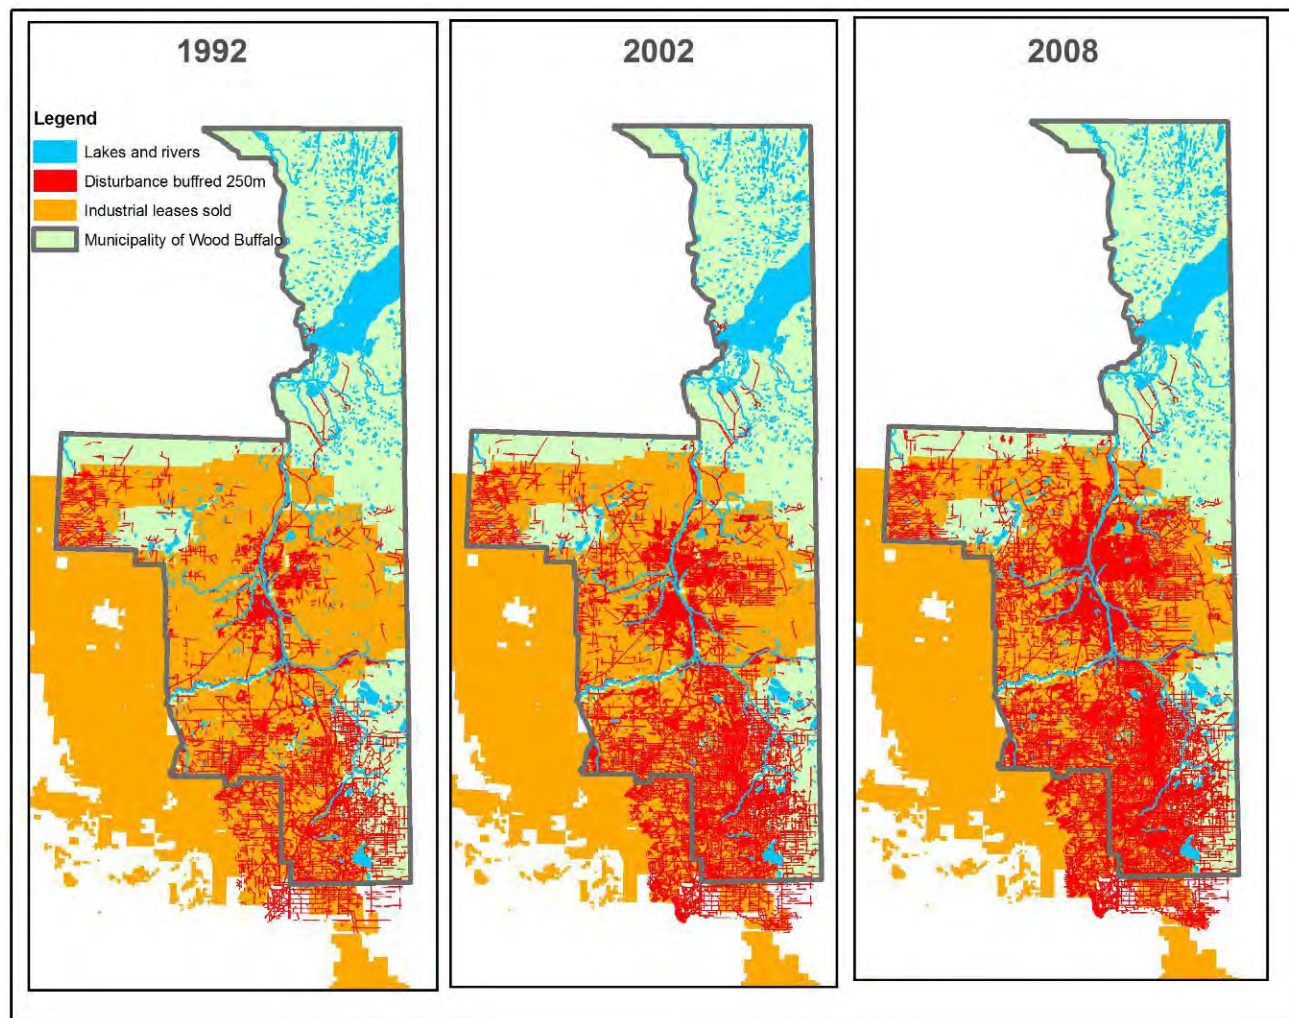 1992
2002
2008
Legend
Lakes and rivers
Disturbance buffred 250m
Industrial leases sold
Municipality of Wood Buffalo